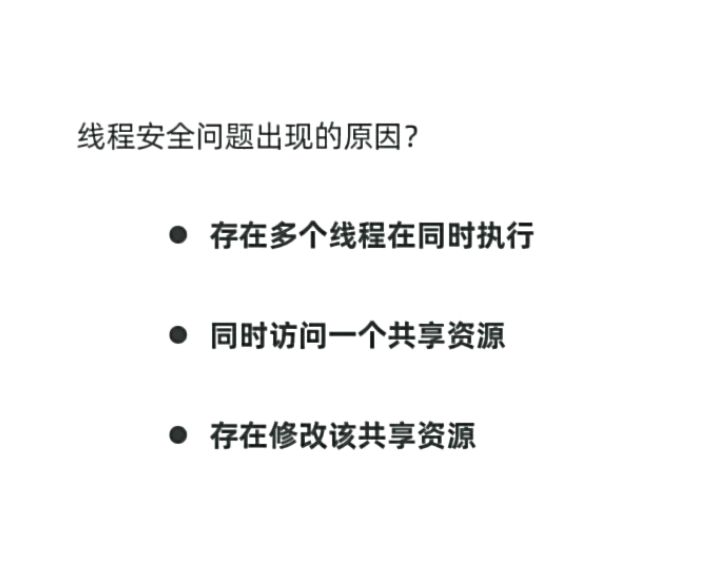 线程安全问题出现的原因?
● 存在多个线程在同时执行
● 同时访问一个共享资源
● 存在修改该共享资源